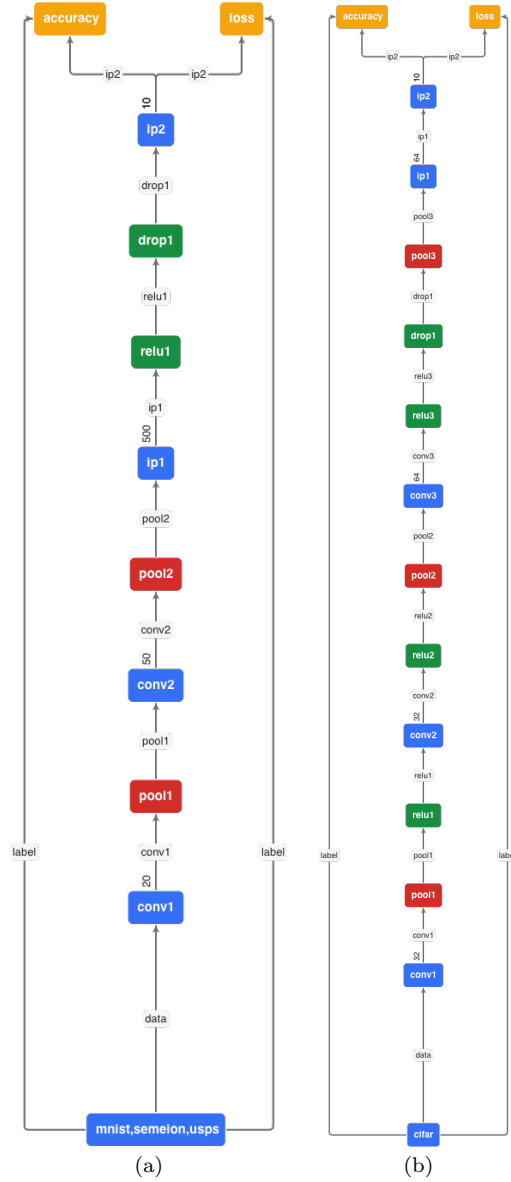 accuracy
loss
ip2
ip2
10
ip2
drop1
drop1
relu1
relu1
ip1
500
ip1
pool2
pool2
conv2
50
conv2
pool1
pool1
label
conv1
label
20
conv1
data
mnist,semeion,usps
(a)
accuracy
loss
ip2
ip2
10
ip2
ip1
64
ip1
pool3
pool3
drop1
drop1
relu3
relu3
conv3
64
conv3
pool2
pool2
relu2
relu2
conv2
32
conv2
relu1
relu1
label
pool1
labe
pool1
conv1
32
conv1
data
cifar
(b)